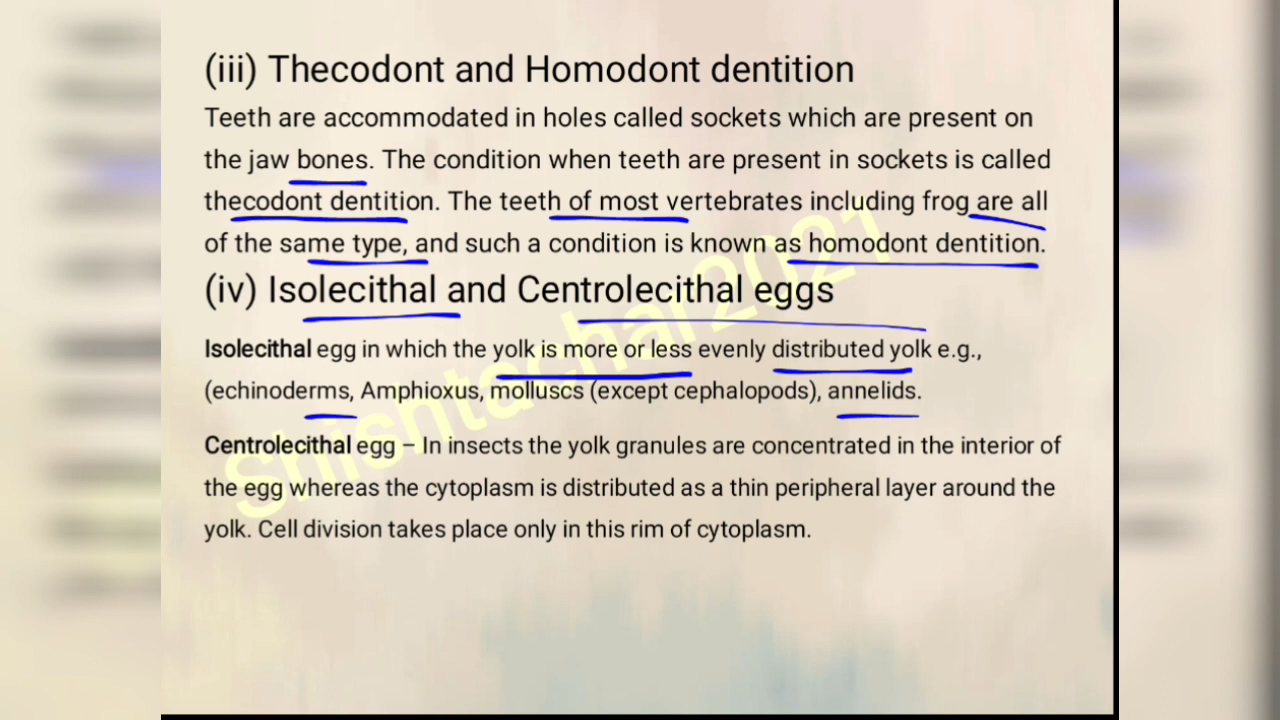 (iii) Thecodont and Homodont dentition
Teeth are accommodated in holes called sockets which are present on
the jaw bones. The condition when teeth are present in sockets is called
thecodont dentition. The teeth of most vertebrates including frog are all
of the same type, and such a condition is known as homodont dentition.
(iv) Isolecithal and Centrolecithal eggs
Isolecithal egg in which the yolk is more or less evenly distributed yolk e.g.,
(echinoderms, Amphioxus, molluscs (except cephalopods), annelids.
Centrolecithal egg – In insects the yolk granules are concentrated in the interior of
the egg whereas the cytoplasm is distributed as a thin peripheral layer around the
yolk. Cell division takes place only in this rim of cytoplasm.